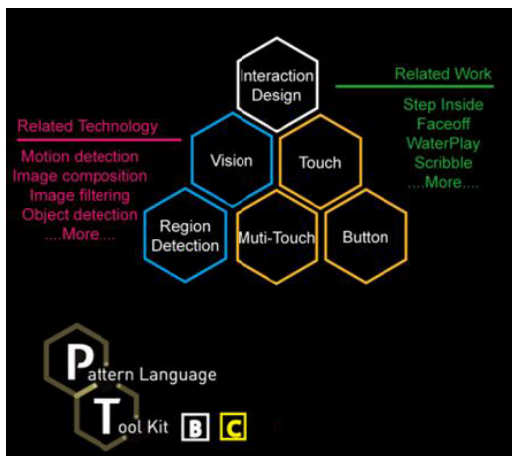 Interaction
Design
Related Work
Step Inside
Faceoff
WaterPlay
Scribble
....More....
Related Technology
Motion detection
Image composition
Image filtering
Object detection
....More....
Vision
Touch
Region
Detection
Muti-Touch
Button
Pattern Language
Tool Kit B C